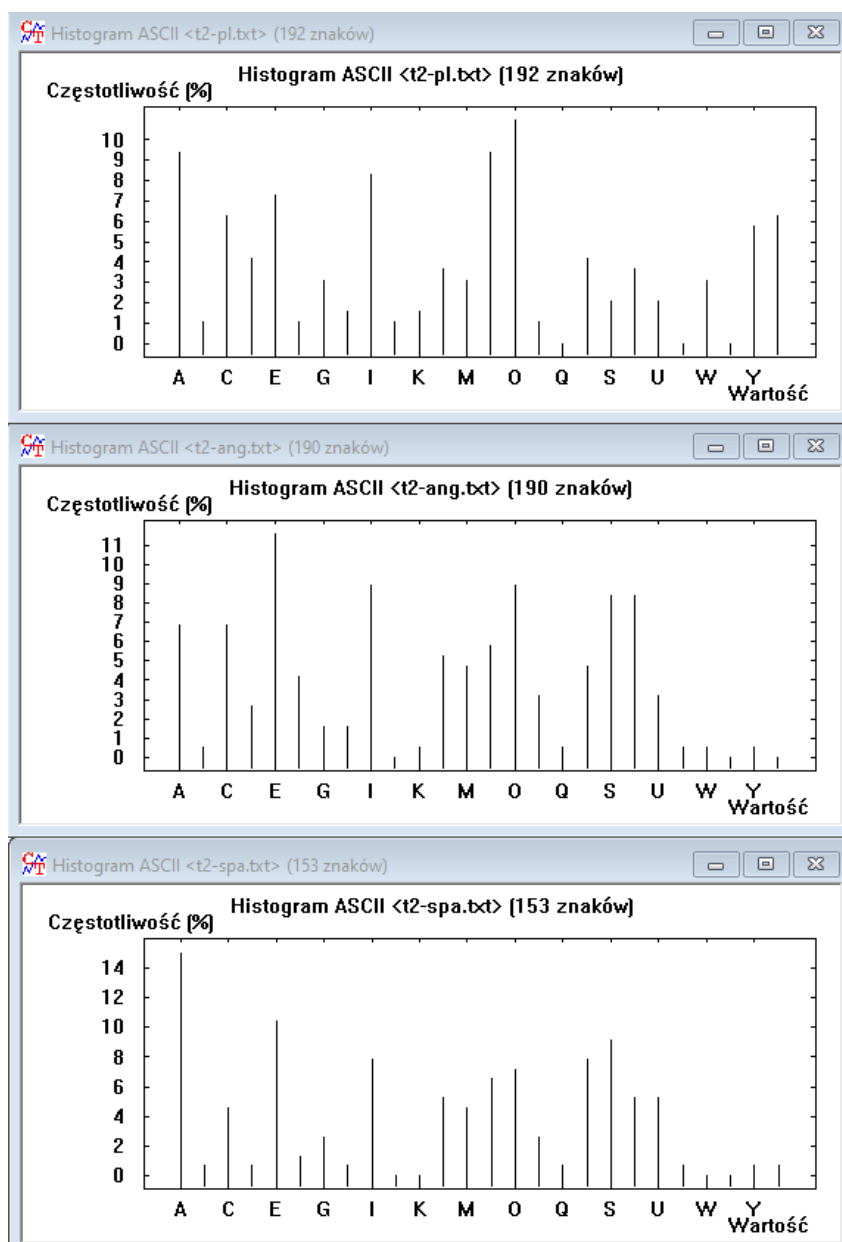 Histogram ASCII <t2-pl.txt> (192 znaków)
Histogram ASCII <t2-pl.txt> (192 znaków)
Częstotliwość (%)
10
9
8
7
6
5
4
3
2
1
0
A C E G I K M O Q S U W Y
Wartość
Histogram ASCII <t2-ang.txt> (190 znaków)
Histogram ASCII <t2-ang.txt> (190 znaków)
Częstotliwość (%)
11
10
9
8
7
6
5
4
3
2
1
0
A C E G I K M O Q S U W Y
Wartość
Histogram ASCII <t2-spa.txt> (153 znaków)
Histogram ASCII <t2-spa.txt> (153 znaków)
Częstotliwość (%)
14
12
10
8
6
4
2
0
A C E G I K M O Q S U W Y
Wartość